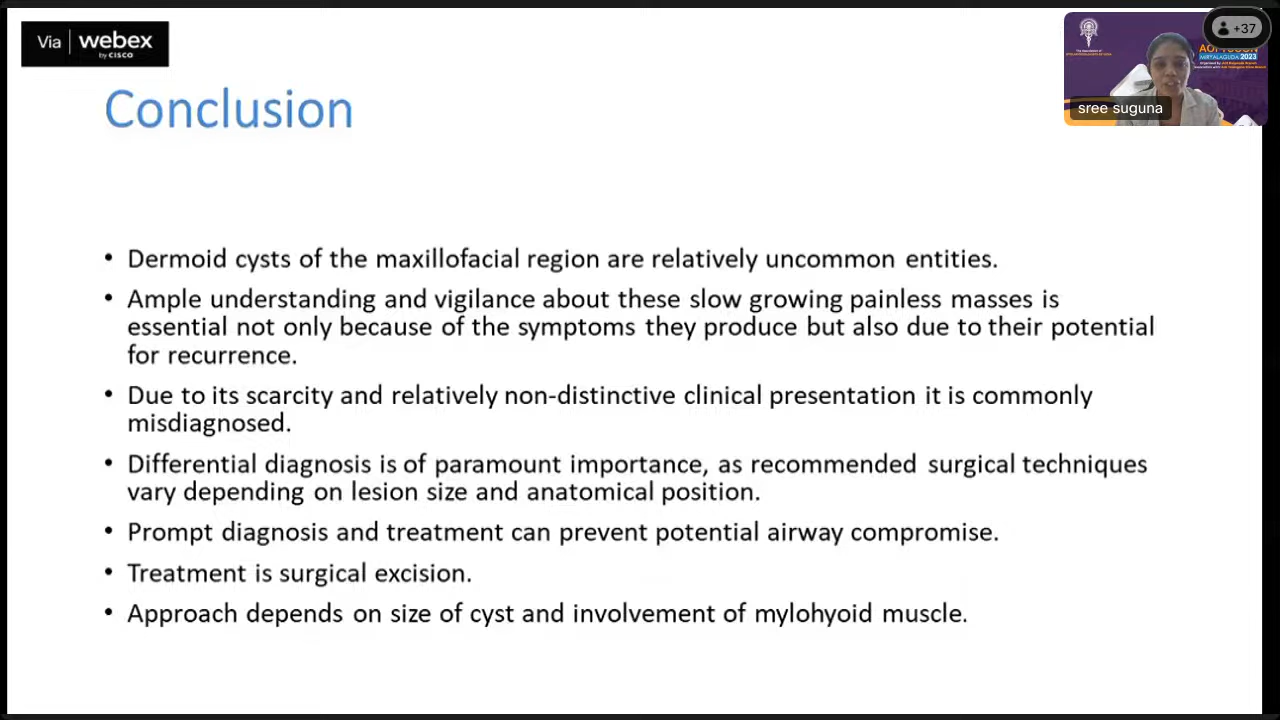 Via webex
by CISCO
+37
MIRYALAGUDA 2023
sree suguna
Conclusion
• Dermoid cysts of the maxillofacial region are relatively uncommon entities.
• Ample understanding and vigilance about these slow growing painless masses is
essential not only because of the symptoms they produce but also due to their potential
for recurrence.
• Due to its scarcity and relatively non-distinctive clinical presentation it is commonly
misdiagnosed.
• Differential diagnosis is of paramount importance, as recommended surgical techniques
vary depending on lesion size and anatomical position.
• Prompt diagnosis and treatment can prevent potential airway compromise.
• Treatment is surgical excision.
• Approach depends on size of cyst and involvement of mylohyoid muscle.